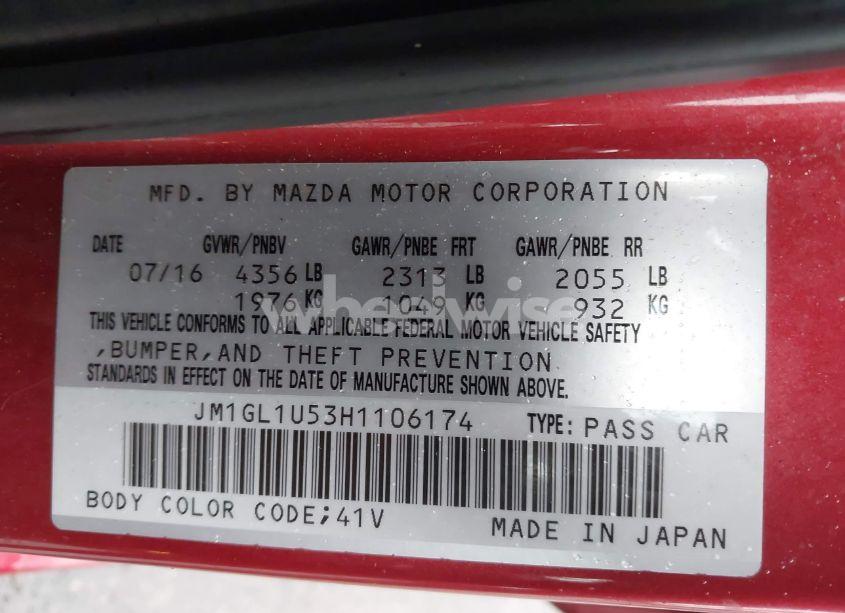 MFD. BY MAZDA MOTOR CORPORATION
DATE GVWR/PNBV GAWR/PNBE FRT GAWR/PNBE RR
07/16 4356 LB 2313 LB 2055 LB
1976 KG 1049 KG 932 KG
wheelwise
THIS VEHICLE CONFORMS TO ALL APPLICABLE FEDERAL MOTOR VEHICLE SAFETY
,BUMPER,AND THEFT PREVENTION
STANDARDS IN EFFECT ON THE DATE OF MANUFACTURE SHOWN ABOVE.
JM1GL1U53H1106174 TYPE: PASS CAR
BODY COLOR CODE;41V
MADE IN JAPAN